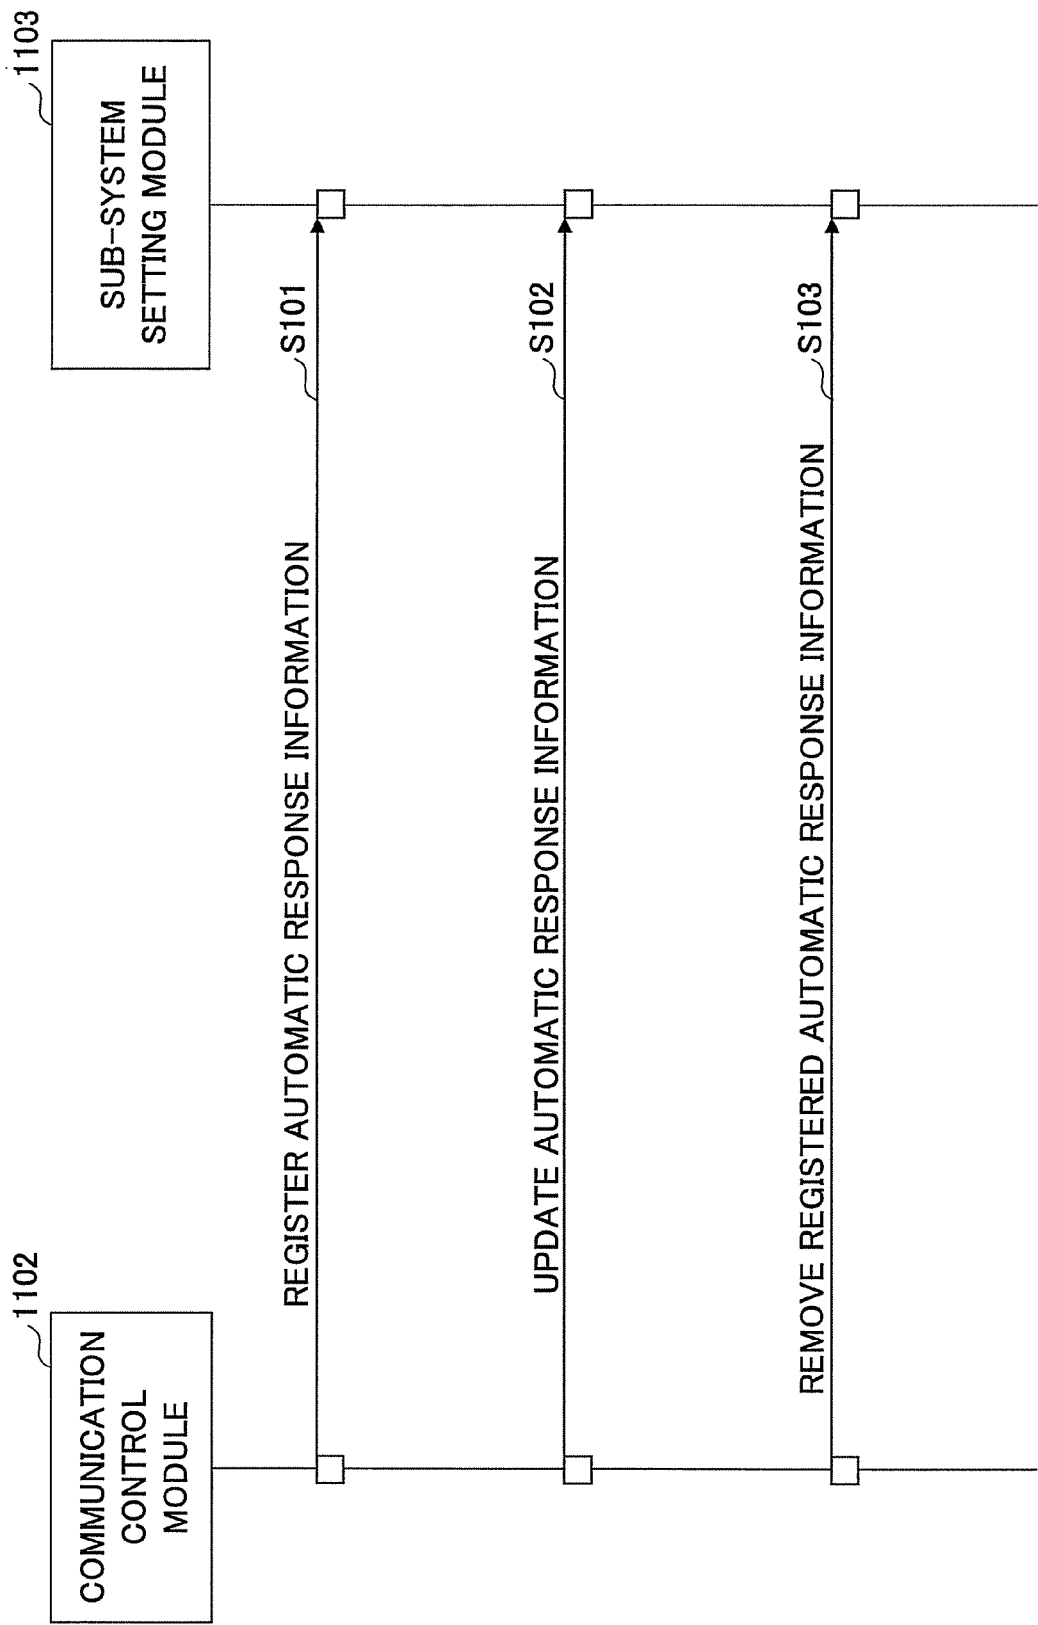 1102
COMMUNICATION
CONTROL
MODULE
1103
SUB-SYSTEM
SETTING MODULE
REGISTER AUTOMATIC RESPONSE INFORMATION
S101
UPDATE AUTOMATIC RESPONSE INFORMATION
S102
REMOVE REGISTERED AUTOMATIC RESPONSE INFORMATION
S103